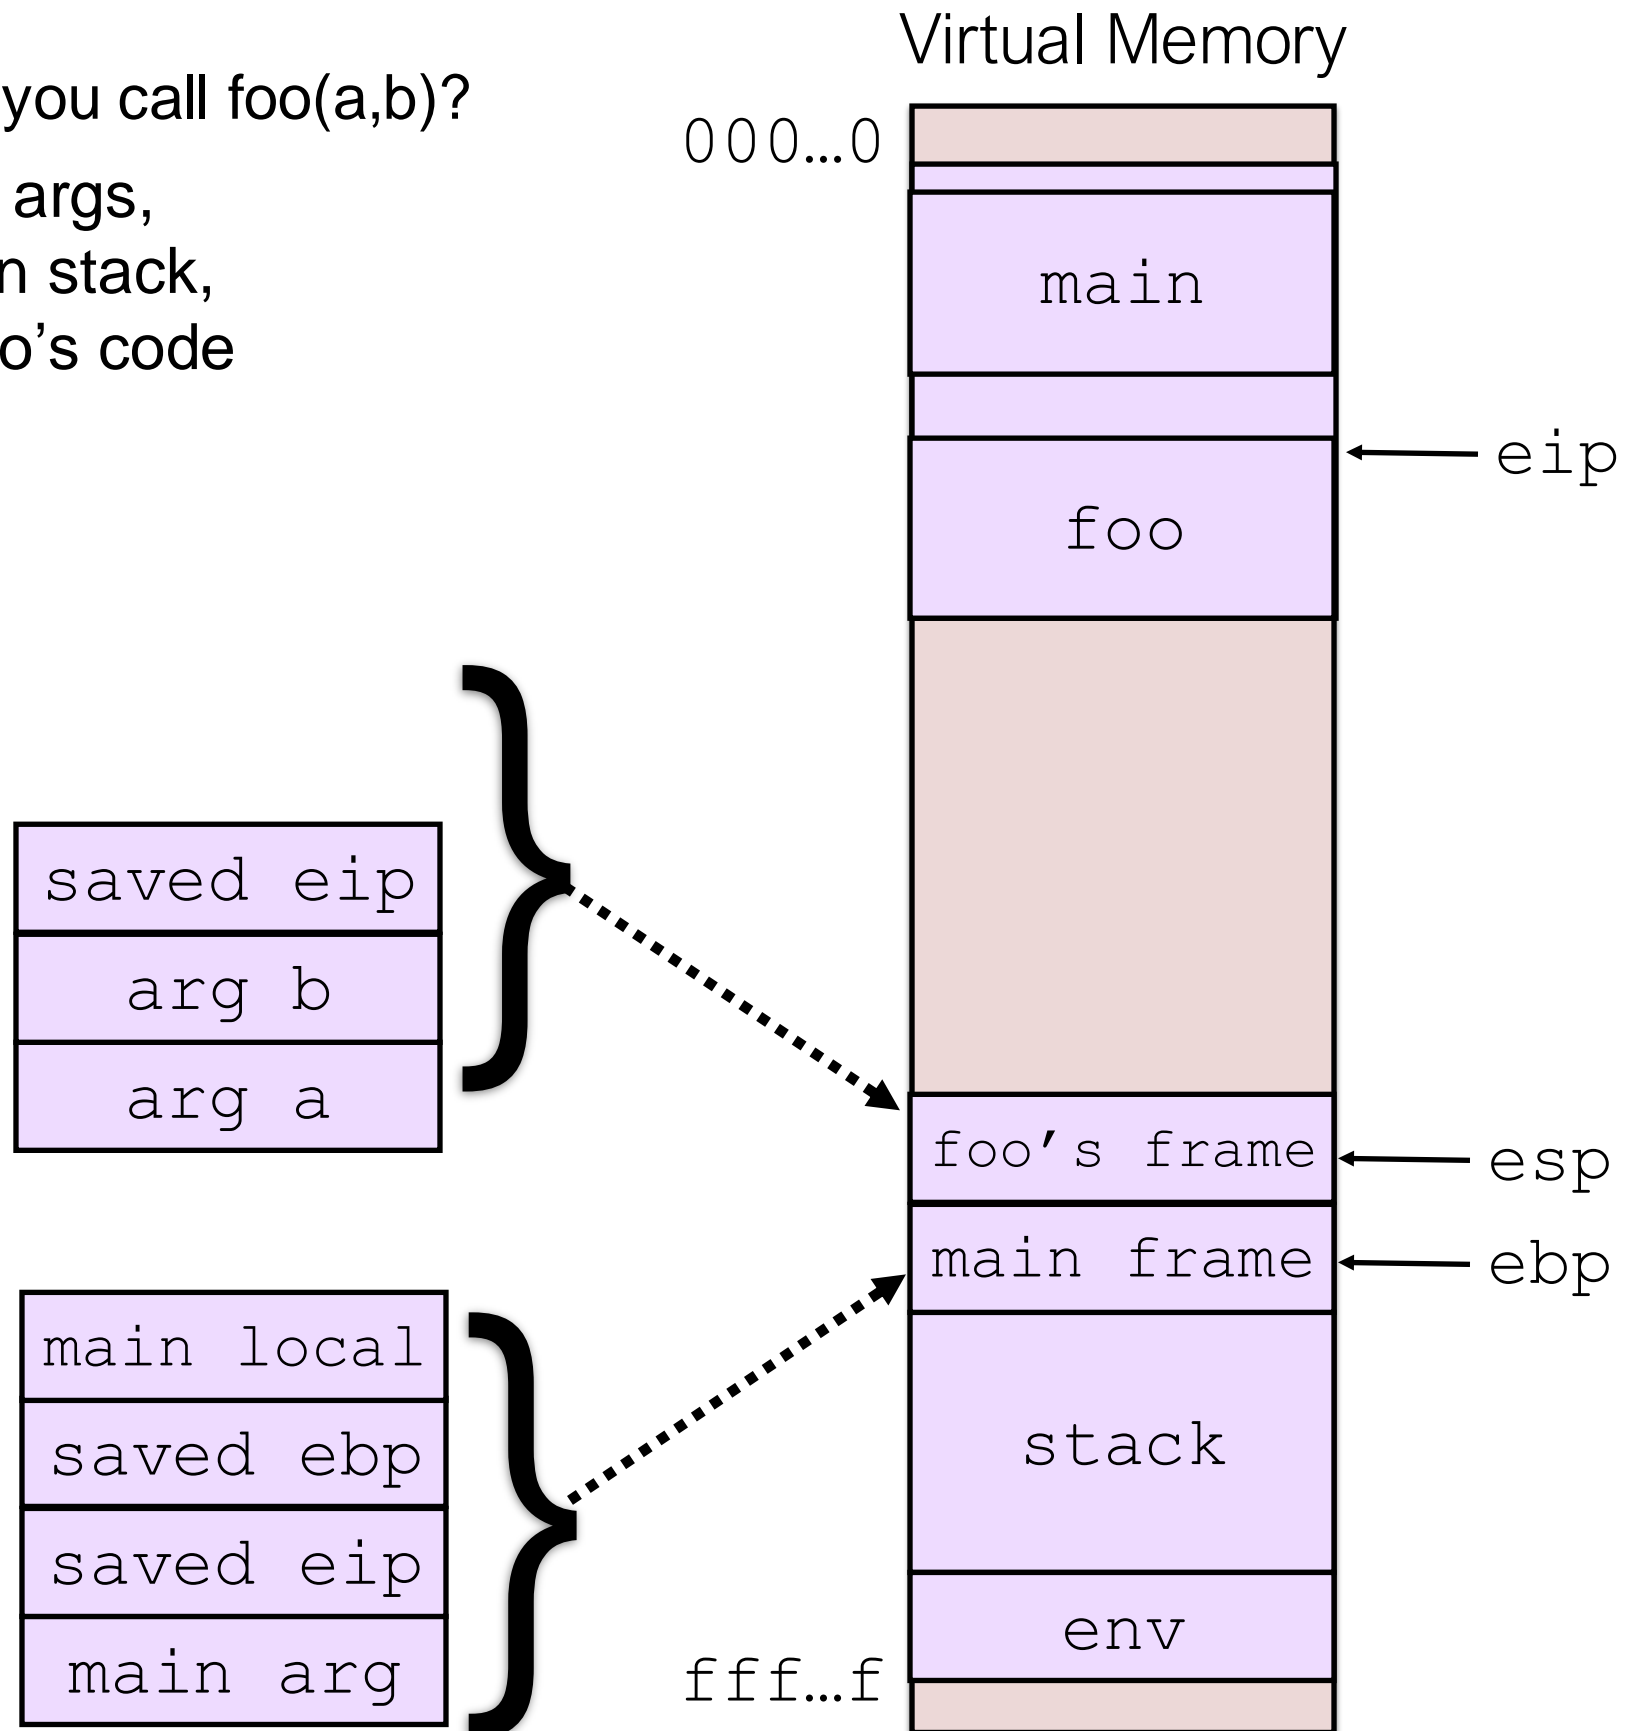 Virtual Memory
you call foo(a,b)?
args,
n stack,
o’s code
000…0
main
eip
foo
saved eip
arg b
arg a
foo’s frame
esp
main frame
ebp
main local
saved ebp
saved eip
main arg
stack
env
fff…f